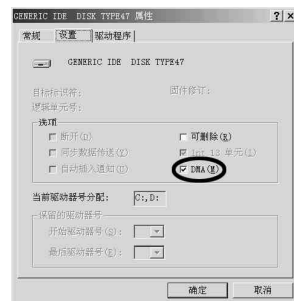 GENERIC IDE DISK TYPE47 属性
常规 设置 驱动程序
GENERIC IDE DISK TYPE47
目标标识符： 固件修订：
逻辑单元号：
选项
断开(D) 可删除(R)
同步数据传送(Y) Int 13 单元(I)
自动插入通知(U) DMA(M)
当前驱动器号分配： C:,D:
保留的驱动器号
开始驱动器号(S)：
最后驱动器号(E)：
确定 取消